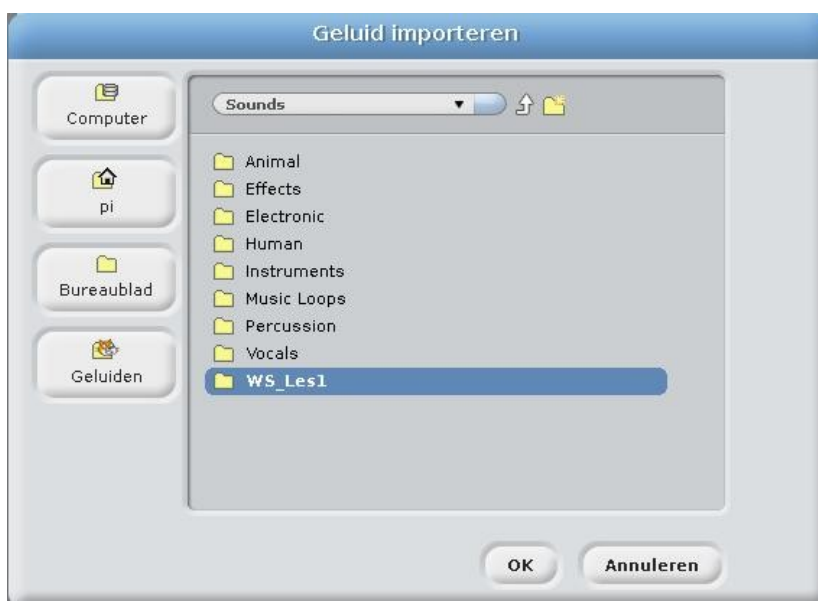 Geluid importeren
Computer
pi
Bureaublad
Geluiden
Sounds
Animal
Effects
Electronic
Human
Instruments
Music Loops
Percussion
Vocals
WS_Les1
OK
Annuleren